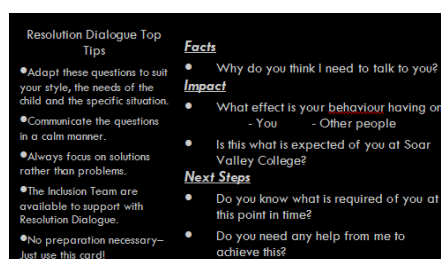 Resolution Dialogue Top
Tips
●Adapt these questions to suit
your style, the needs of the
child and the specific situation.
●Communicate the questions
in a calm manner.
●Always focus on solutions
rather than problems.
●The Inclusion Team are
available to support with
Resolution Dialogue.
●No preparation necessary–
Just use this card!
Facts
● Why do you think I need to talk to you?
Impact
● What effect is your behaviour having on
- You - Other people
● Is this what is expected of you at Soar
Valley College?
Next Steps
● Do you know what is required of you at
this point in time?
● Do you need any help from me to
achieve this?